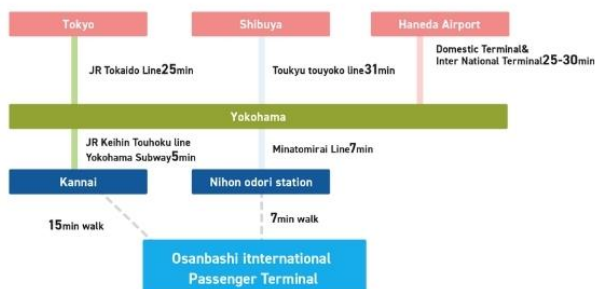 Tokyo
Shibuya
Haneda Airport
JR Tokaido Line25min
Toukyu touyoko line31min
Domestic Terminal&
Inter National Terminal25-30min
Yokohama
JR Keihin Touhoku line
Yokohama Subway5min
Minatomirai Line7min
Kannai
Nihon odori station
15min walk
7min walk
Osanbashi itnternational
Passenger Terminal